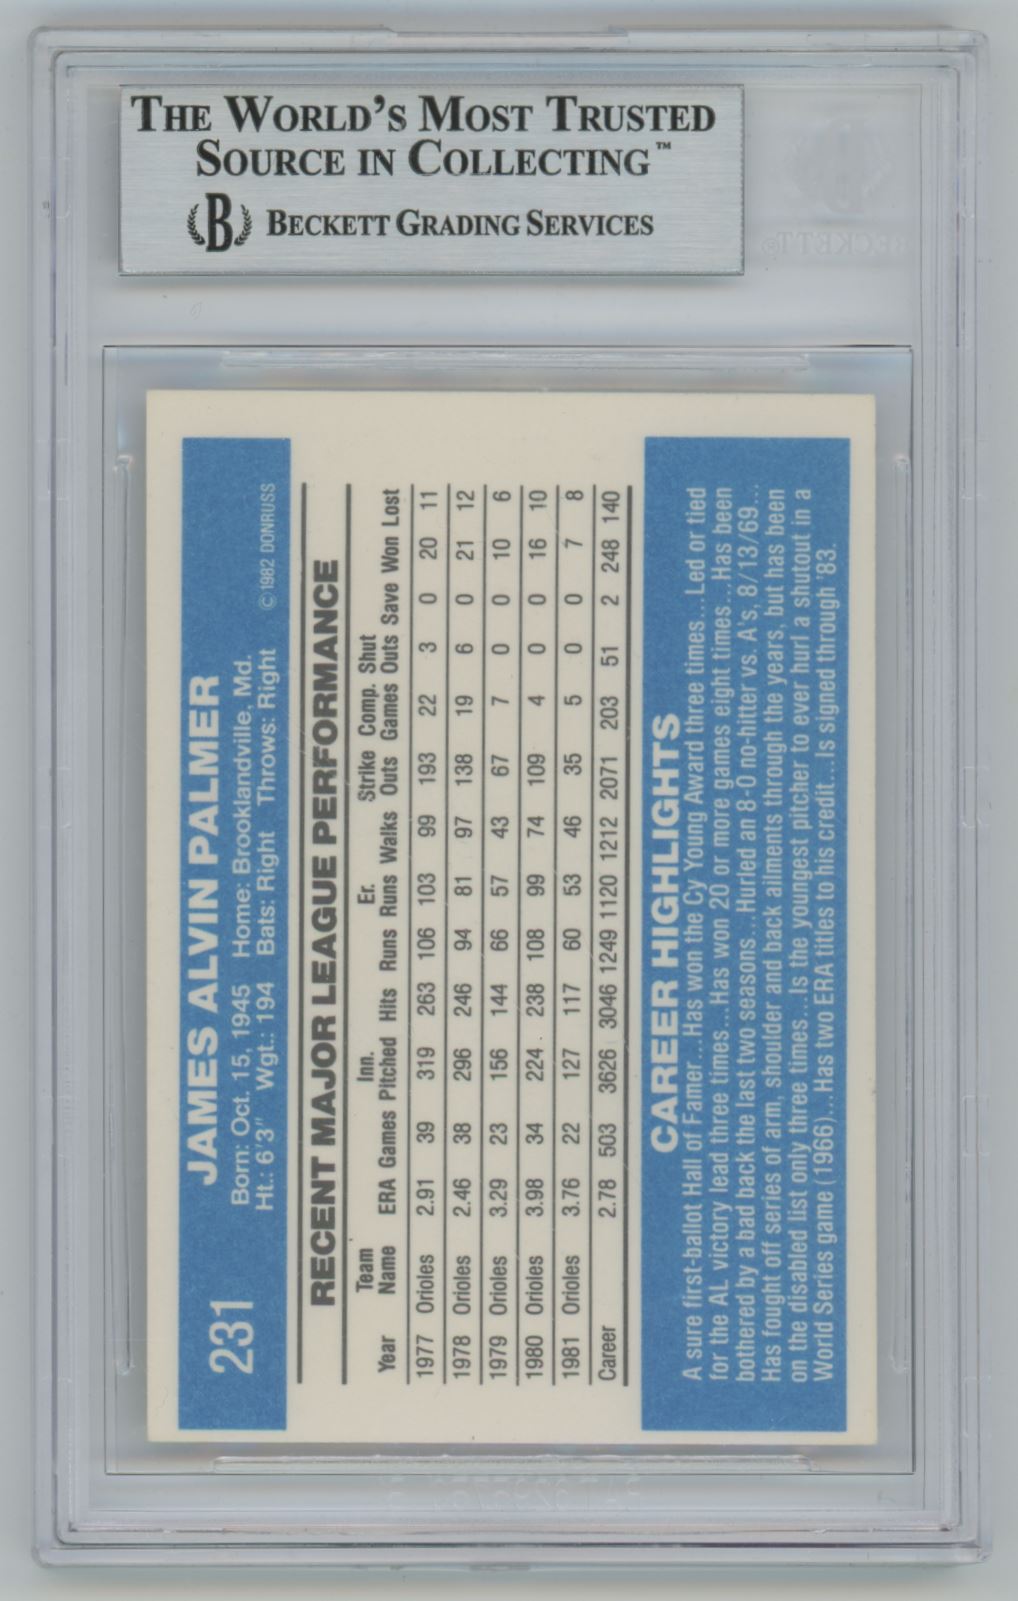 THE WORLD'S MOST TRUSTED
SOURCE IN COLLECTING™
B BECKETT GRADING SERVICES
231 JAMES ALVIN PALMER
Born: Oct. 15, 1945 Home: Brooklandville, Md. ©1982 DONRUSS
Ht.: 6'3" Wgt.: 194 Bats: Right Throws: Right
RECENT MAJOR LEAGUE PERFORMANCE
Team Inn. Er. Strike Comp. Shut
Year Name ERA Games Pitched Hits Runs Runs Walks Outs Games Outs Save Won Lost
1977 Orioles 2.91 39 319 263 106 103 99 193 22 3 0 20 11
1978 Orioles 2.46 38 296 246 94 81 97 138 19 6 0 21 12
1979 Orioles 3.29 23 156 144 66 57 43 67 7 0 0 10 6
1980 Orioles 3.98 34 224 238 108 99 74 109 4 0 0 16 10
1981 Orioles 3.76 22 127 117 60 53 46 35 5 0 0 7 8
Career 2.78 503 3626 3046 1249 1120 1212 2071 203 51 2 248 140
CAREER HIGHLIGHTS
A sure first-ballot Hall of Famer...Has won the Cy Young Award three times...Led or tied
for the AL victory lead three times...Has won 20 or more games eight times...Has been
bothered by a bad back the last two seasons...Hurled an 8-0 no-hitter vs. A's, 8/13/69...
Has fought off series of arm, shoulder and back ailments through the years, but has been
on the disabled list only three times...Is the youngest pitcher to ever hurl a shutout in a
World Series game (1966)...Has two ERA titles to his credit...Is signed through '83.